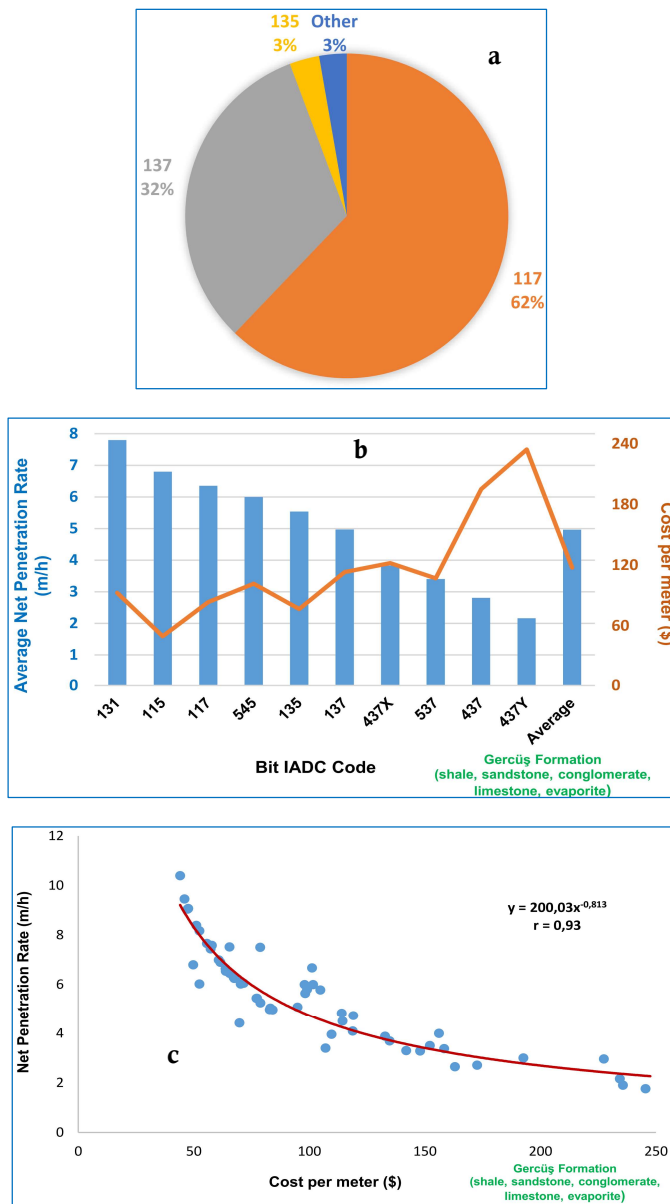 135
3%
Other
3%
a
137
32%
117
62%
b
Average Net Penetration Rate
(m/h)
8
7
6
5
4
3
2
1
0
240
180
120
60
0
Cost per meter ($)
131
115
117
545
135
137
437X
537
437
437Y
Average
Bit IADC Code
Gercüş Formation
(shale, sandstone, conglomerate,
limestone, evaporite)
Net Penetration Rate (m/h)
12
10
8
6
4
2
0
y = 200,03x^-0,813
r = 0,93
c
0
50
100
150
200
250
Cost per meter ($)
Gercüş Formation
(shale, sandstone, conglomerate,
limestone, evaporite)